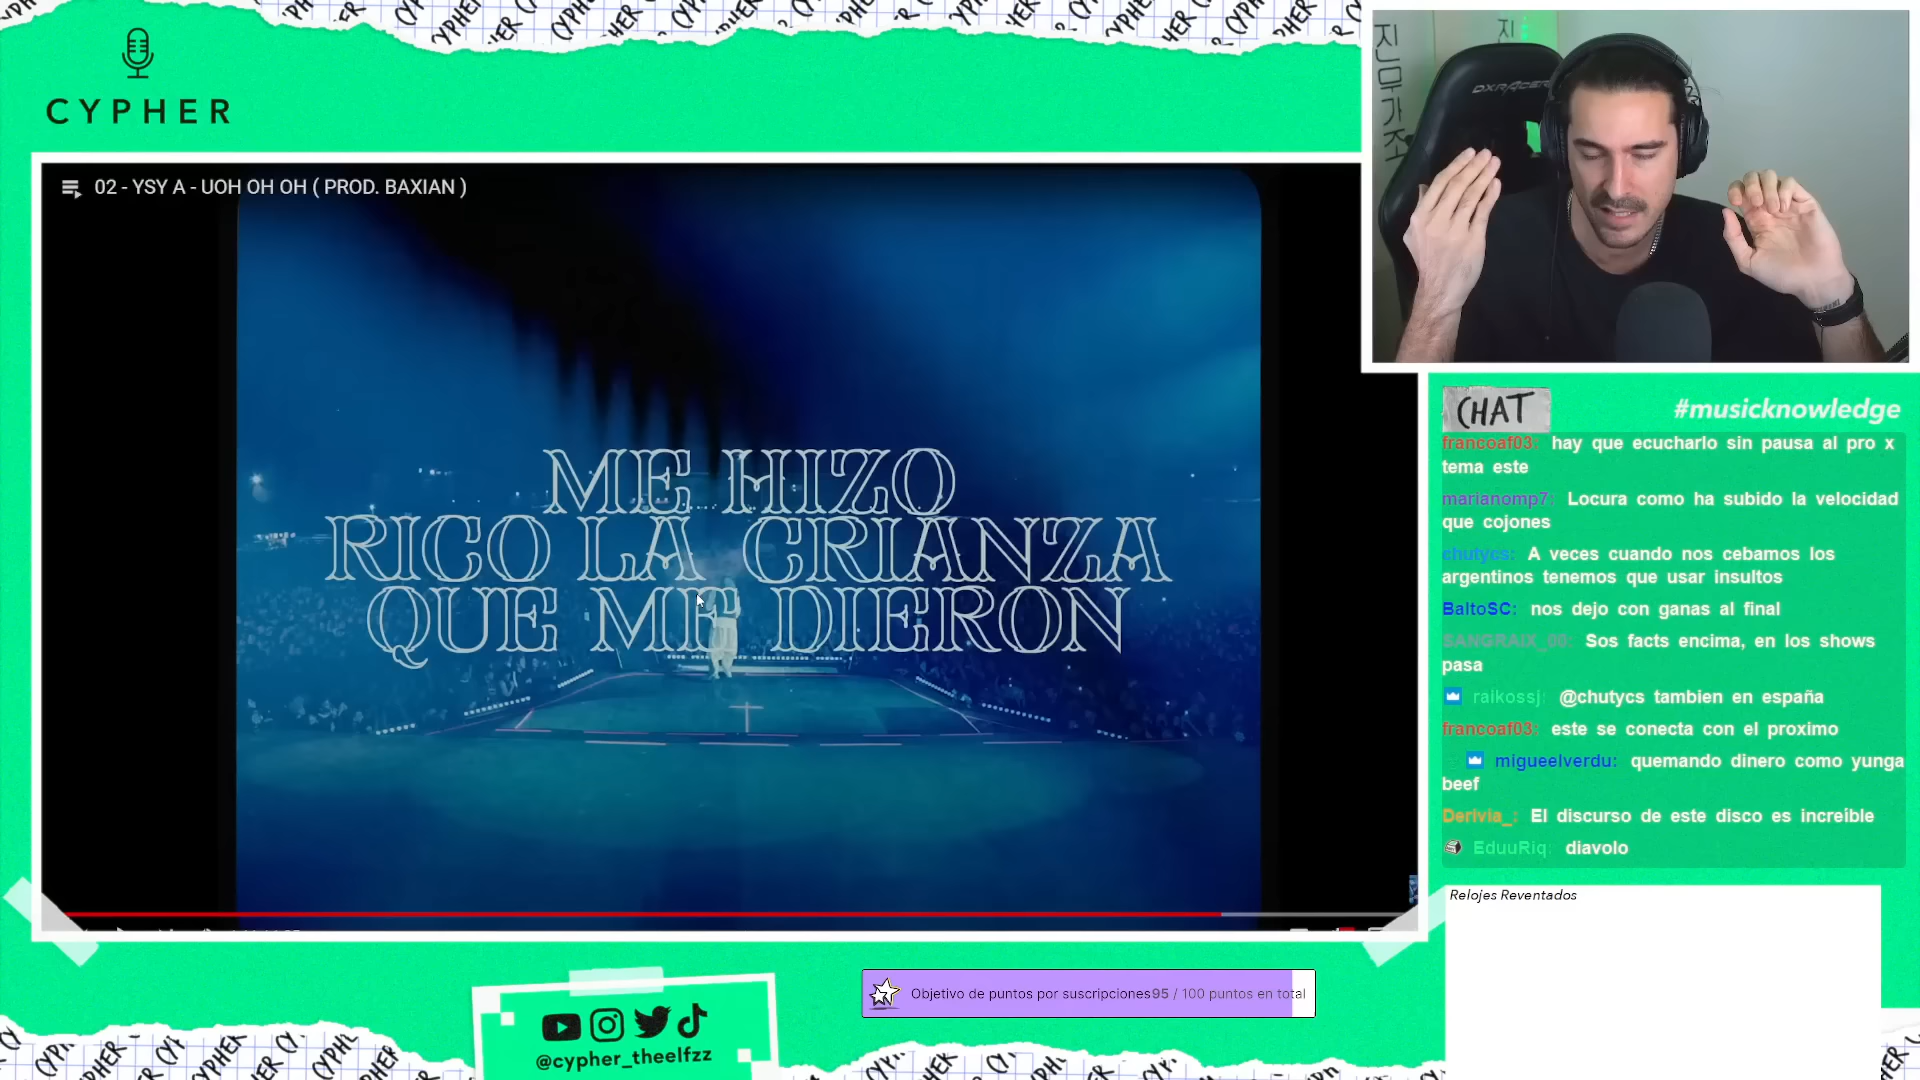 CYPHER
02 - YSY A - UOH OH OH ( PROD. BAXIAN )
ME HIZO
RICO LA CRIANZA
QUE ME DIERON
DXRACER
CHAT
#musicknowledge
francoaf03: hay que ecucharlo sin pausa al pro x
tema este
marianomp7: Locura como ha subido la velocidad
que cojones
chutycs: A veces cuando nos cebamos los
argentinos tenemos que usar insultos
BaltoSC: nos dejo con ganas al final
SANGRAIX_00: Sos facts encima, en los shows
pasa
raikossj: @chutycs tambien en españa
francoaf03: este se conecta con el proximo
migueelverdu: quemando dinero como yunga
beef
Derivia_: El discurso de este disco es increíble
EduuRiq: diavolo
Relojes Reventados
Objetivo de puntos por suscripciones 95 / 100 puntos en total
@cypher_theelfzz